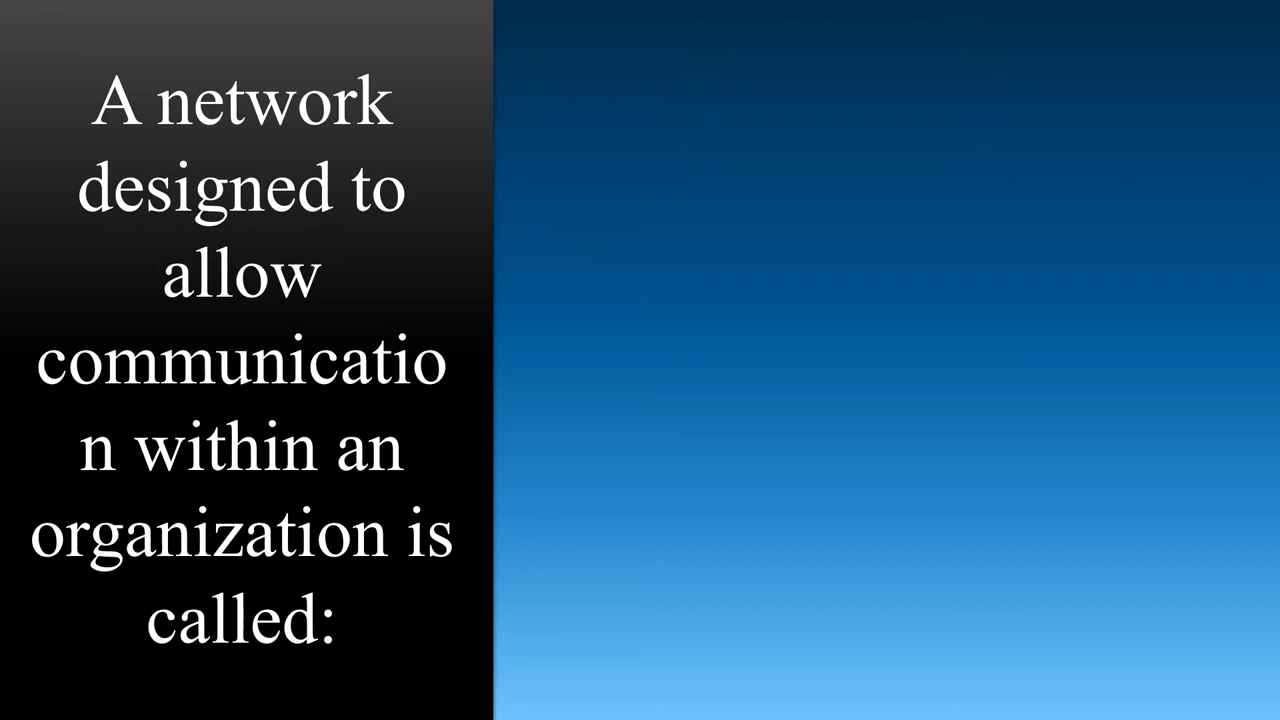 A network
designed to
allow
communicatio
n within an
organization is
called: